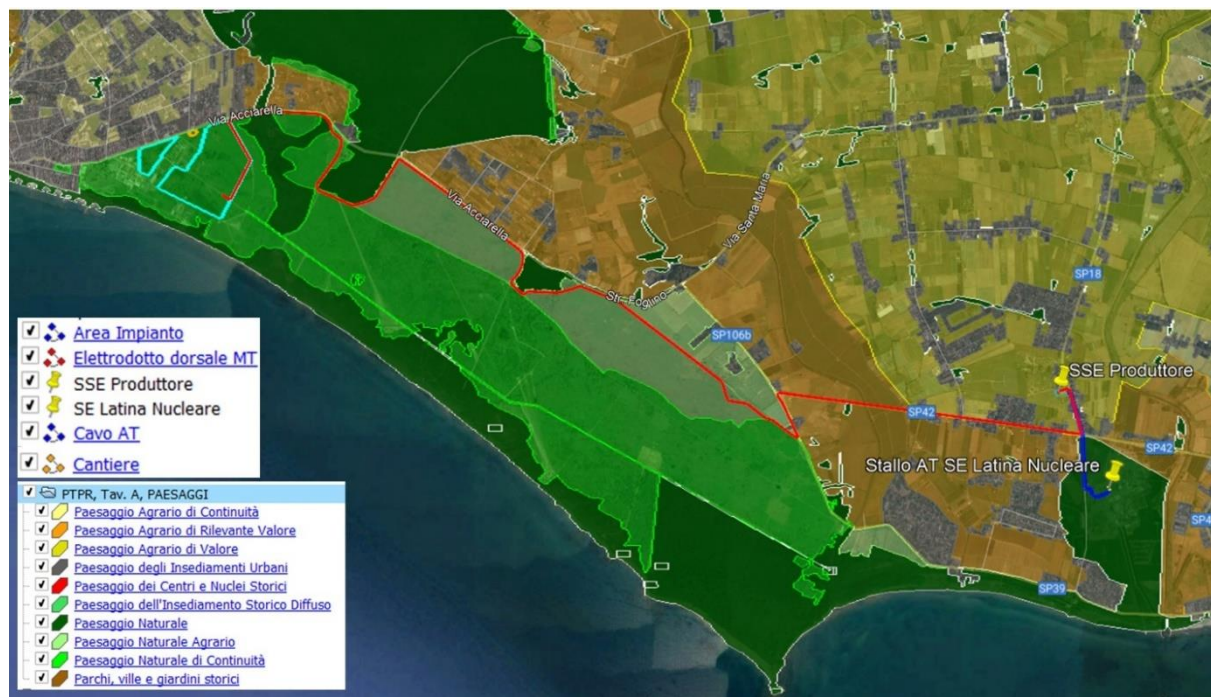 Via Acciarella
Via Acciarella
Via Santa Maria
Str. Foglino
SP18
SP106b
SSE Produttore
SP42
SP42
Stallo AT SE Latina Nucleare
SP39
Area Impianto
Elettrodotto dorsale MT
SSE Produttore
SE Latina Nucleare
Cavo AT
Cantiere
PTPR, Tav. A, PAESAGGI
Paesaggio Agrario di Continuità
Paesaggio Agrario di Rilevante Valore
Paesaggio Agrario di Valore
Paesaggio degli Insediamenti Urbani
Paesaggio dei Centri e Nuclei Storici
Paesaggio dell'Insediamento Storico Diffuso
Paesaggio Naturale
Paesaggio Naturale Agrario
Paesaggio Naturale di Continuità
Parchi, ville e giardini storici